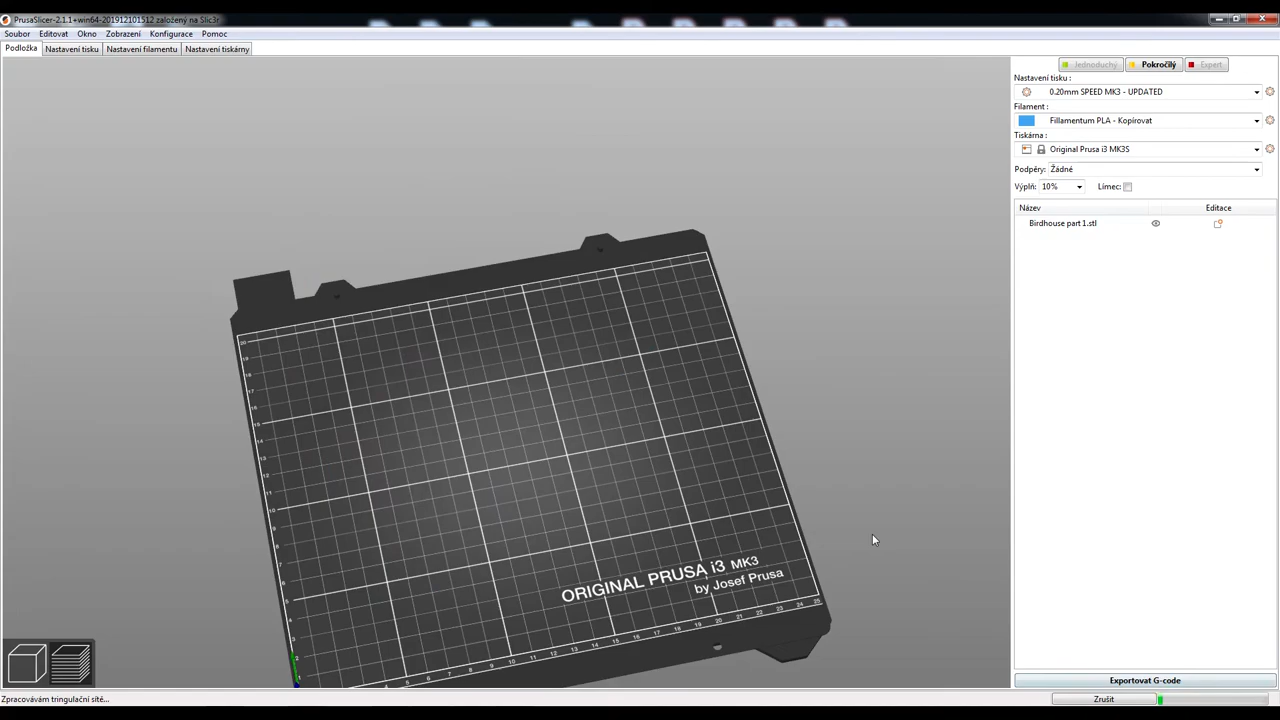 PrusaSlicer-2.1.1+win64-201912101512 založený na Slic3r
Soubor Editovat Okno Zobrazení Konfigurace Pomoc
Podložka Nastavení tisku Nastavení filamentu Nastavení tiskárny
Jednoduchý Pokročilý Expert
Nastavení tisku :
0.20mm SPEED MK3 - UPDATED
Filament :
Fillamentum PLA - Kopírovat
Tiskárna :
Original Prusa i3 MK3S
Podpěry: Žádné
Výplň: 10% Límec:
Název Editace
Birdhouse part 1.stl
ORIGINAL PRUSA i3 MK3
by Josef Prusa
Exportovat G-code
Zpracovávám tringulační sítě...
Zrušit